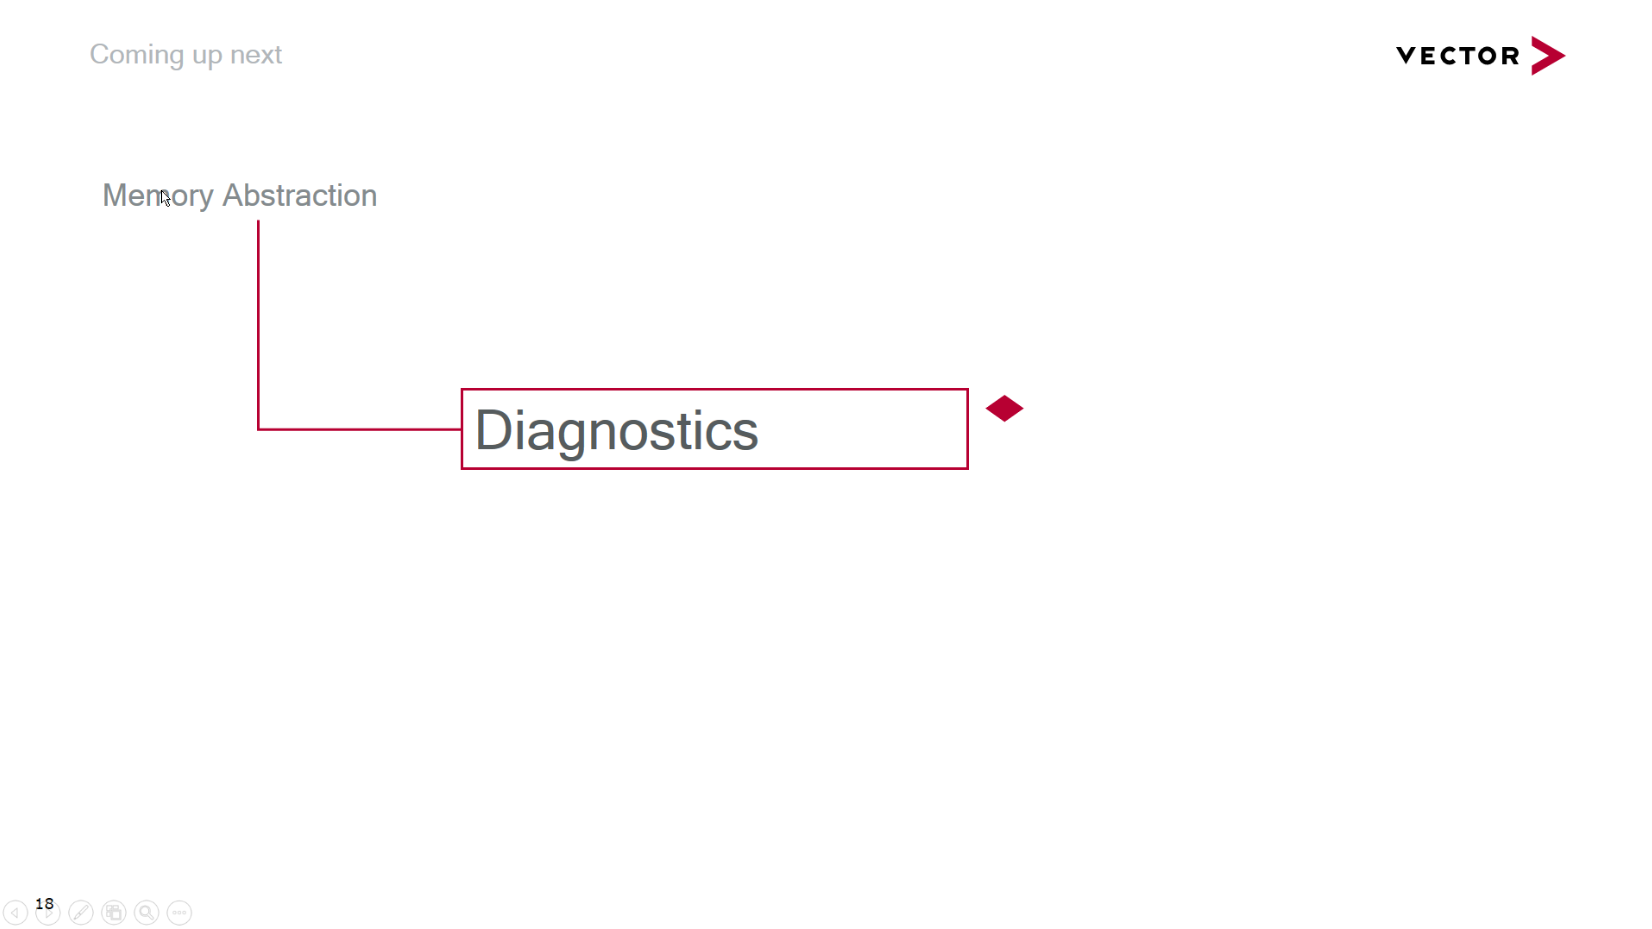 Coming up next
VECTOR
Memory Abstraction
Diagnostics
18